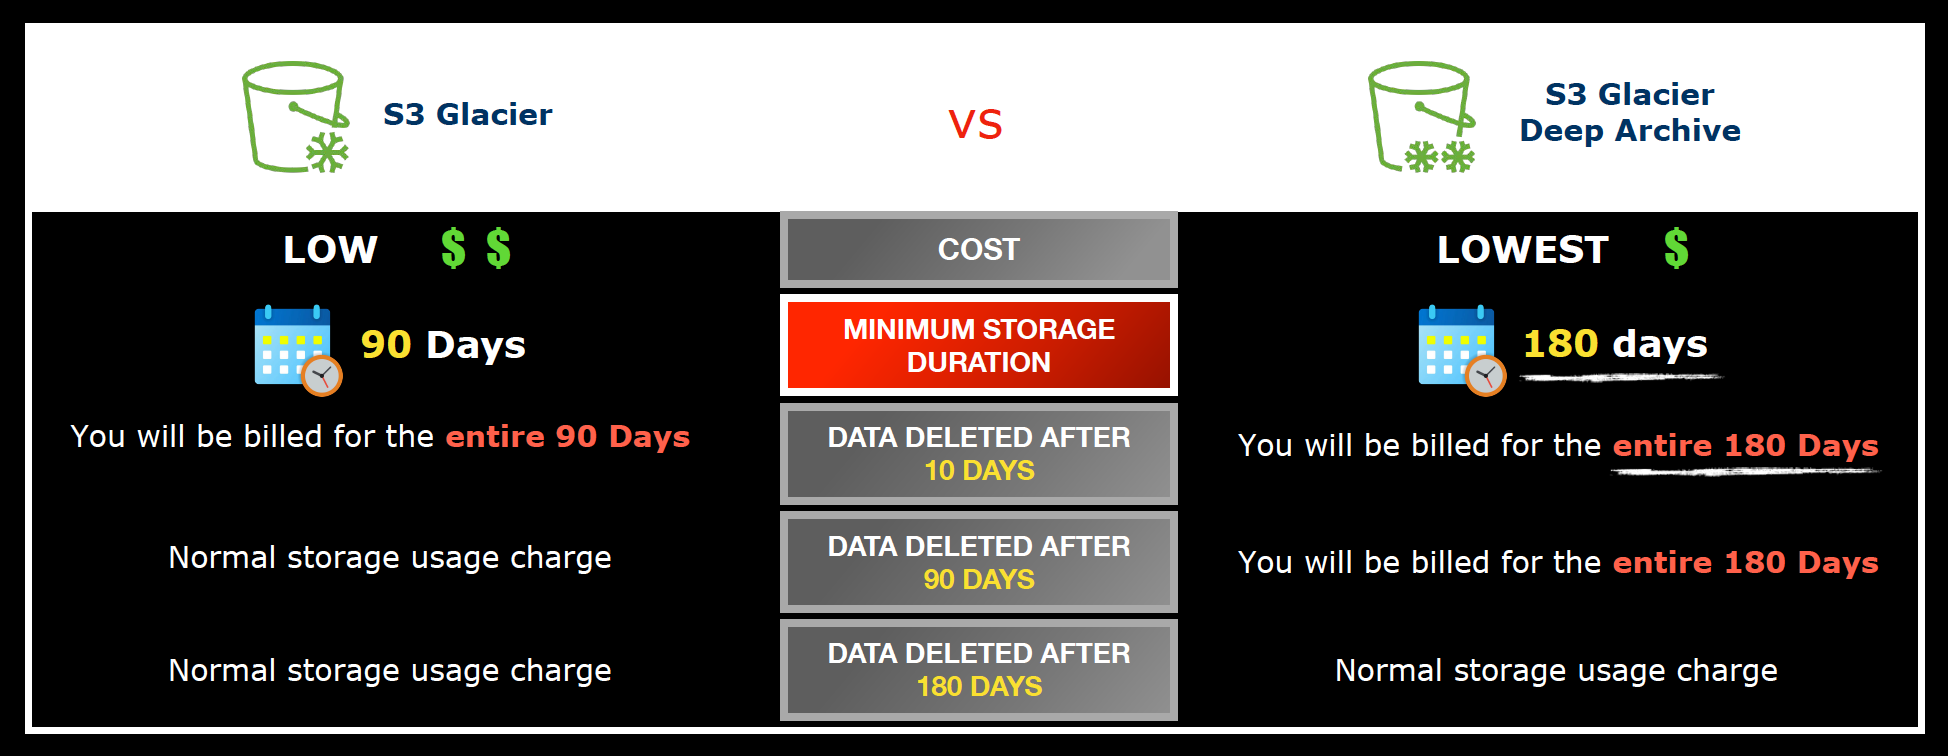 S3 Glacier
VS
S3 Glacier
Deep Archive
LOW $ $
COST
LOWEST $
90 Days
MINIMUM STORAGE
DURATION
180 days
You will be billed for the entire 90 Days
DATA DELETED AFTER
10 DAYS
You will be billed for the entire 180 Days
Normal storage usage charge
DATA DELETED AFTER
90 DAYS
You will be billed for the entire 180 Days
Normal storage usage charge
DATA DELETED AFTER
180 DAYS
Normal storage usage charge